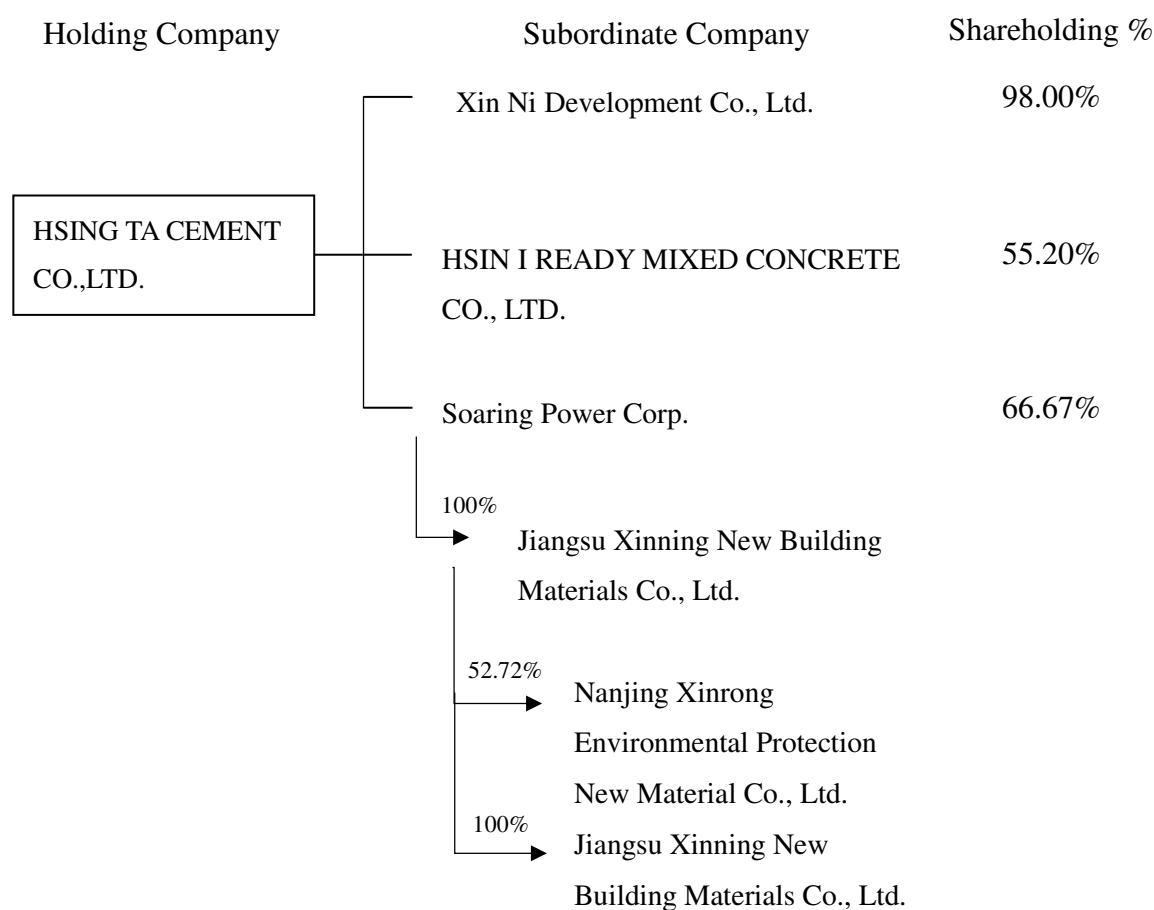 Holding Company
Subordinate Company
Shareholding %
Xin Ni Development Co., Ltd.
98.00%
HSING TA CEMENT
CO.,LTD.
HSIN I READY MIXED CONCRETE
CO., LTD.
55.20%
Soaring Power Corp.
66.67%
100%
Jiangsu Xinning New Building
Materials Co., Ltd.
52.72%
Nanjing Xinrong
Environmental Protection
New Material Co., Ltd.
100%
Jiangsu Xinning New
Building Materials Co., Ltd.